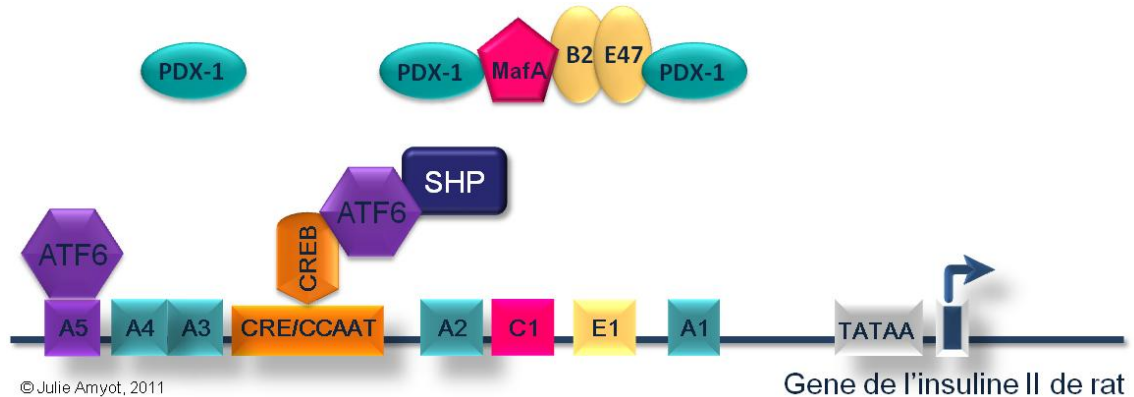 PDX-1
PDX-1 MafA B2 E47 PDX-1
SHP
ATF6
ATF6
CREB
A5 A4 A3 CRE/CCAAT A2 C1 E1 A1 TATAA
© Julie Amyot, 2011
Gene de l'insuline II de rat